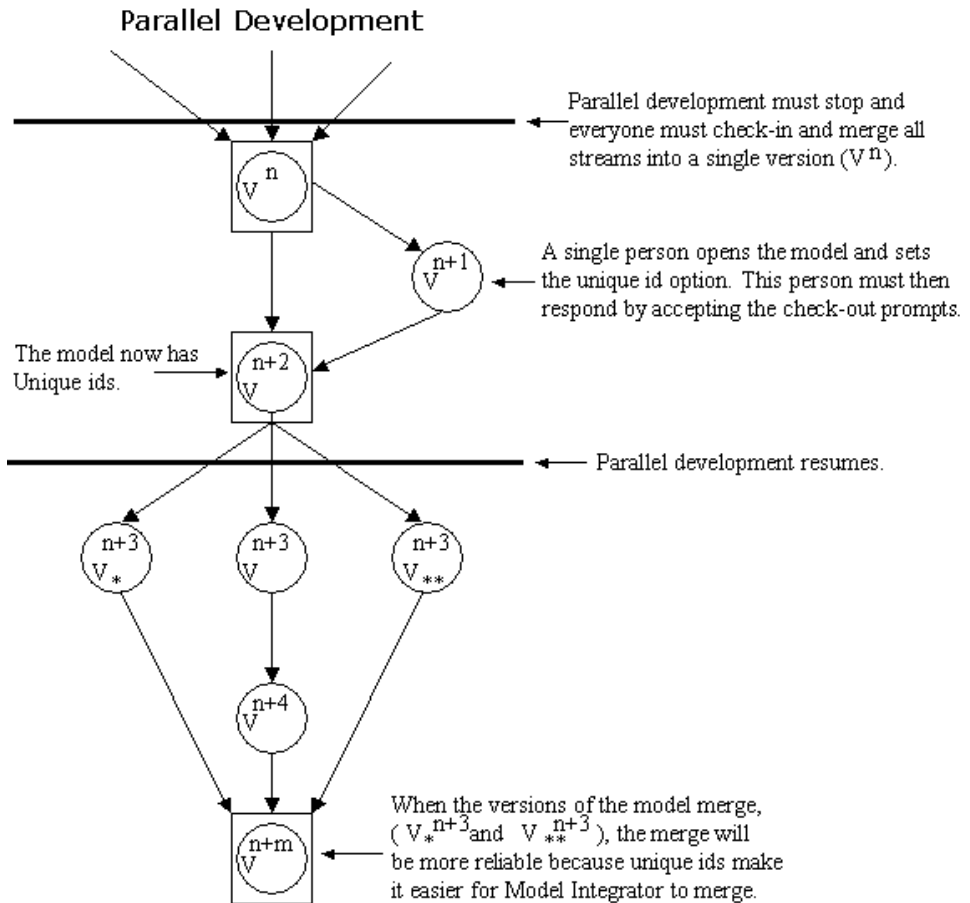 Parallel Development
Parallel development must stop and
everyone must check-in and merge all
streams into a single version (V^n).
V^n
V^n+1
A single person opens the model and sets
the unique id option. This person must then
respond by accepting the check-out prompts.
The model now has
Unique ids.
V^n+2
Parallel development resumes.
V*^n+3
V^n+3
V**^n+3
V^n+4
When the versions of the model merge,
( V*^n+3 and V**^n+3 ), the merge will
be more reliable because unique ids make
it easier for Model Integrator to merge.
V^n+m